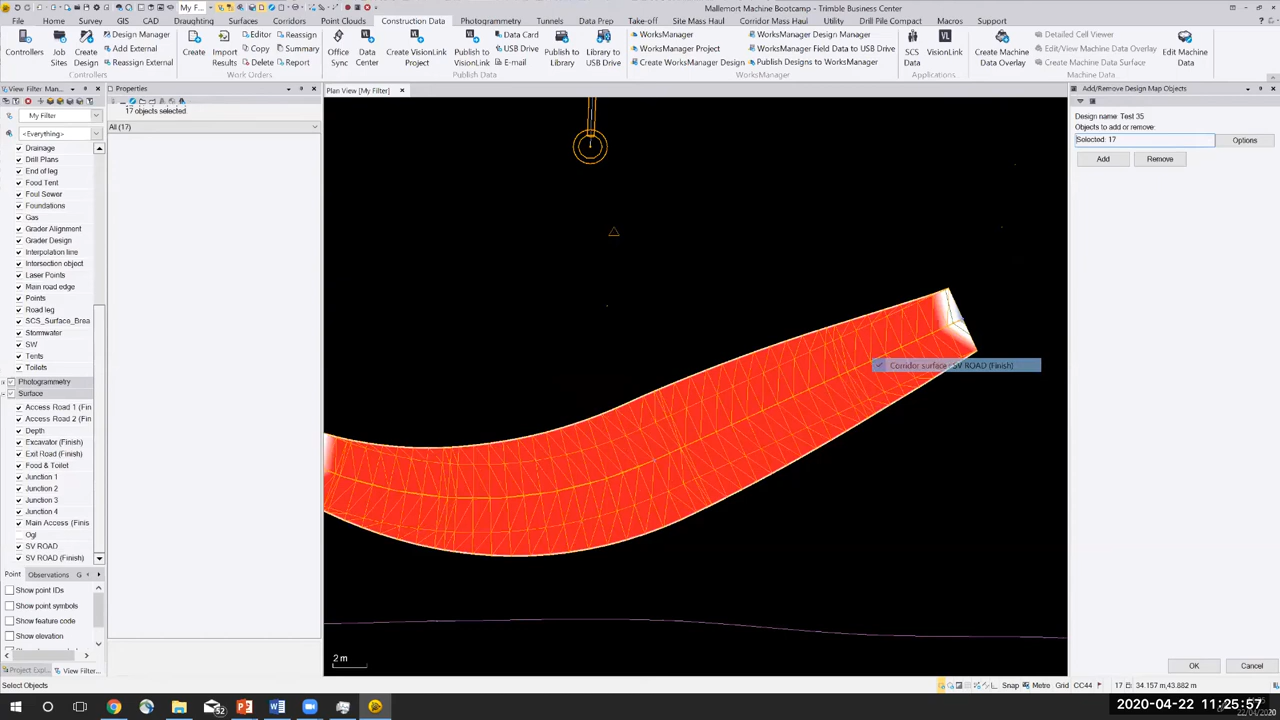 My F...
Mallemort Machine Bootcamp - Trimble Business Center
File Home Survey GIS CAD Draughting Surfaces Corridors Point Clouds Construction Data Photogrammetry Tunnels Data Prep Take-off Site Mass Haul Corridor Mass Haul Utility Drill Pile Compact Macros Support
Controllers
Job Sites
Create Design
Design Manager
Add External
Reassign External
Controllers
Create
Import Results
Editor
Copy
Delete
Reassign
Summary
Report
Work Orders
Office Sync
Data Center
Create VisionLink Project
Publish to VisionLink
Data Card
USB Drive
E-mail
Publish to Library
Library to USB Drive
Publish Data
WorksManager
WorksManager Project
Create WorksManager Design
WorksManager Design Manager
WorksManager Field Data to USB Drive
Publish Designs to WorksManager
WorksManager
SCS Data
VisionLink
Applications
Create Machine Data Overlay
Detailed Cell Viewer
Edit/View Machine Data Overlay
Create Machine Data Surface
Edit Machine Data
Machine Data
View Filter Man...
My Filter
<Everything>
Drainage
Drill Plans
End of leg
Food Tent
Foul Sewer
Foundations
Gas
Grader Alignment
Grader Design
Interpolation line
Intersection object
Laser Points
Main road edge
Points
Road leg
SCS_Surface_Brea
Stormwater
SW
Tents
Toilets
Photogrammetry
Surface
Access Road 1 (Fin
Access Road 2 (Fin
Depth
Excavator (Finish)
Exit Road (Finish)
Food & Toilet
Junction 1
Junction 2
Junction 3
Junction 4
Main Access (Finis
Ogl
SV ROAD
SV ROAD (Finish)
Point Observations G
Show point IDs
Show point symbols
Show feature code
Show elevation
Project Expl...
View Filter...
Properties
17 objects selected
All (17)
Plan View [My Filter]
Corridor surface : SV ROAD (Finish)
2 m
Add/Remove Design Map Objects
Design name: Test 35
Objects to add or remove:
Selected: 17
Options
Add
Remove
OK
Cancel
Select Objects
Snap Metre Grid CC44 17 34.157 m,43.882 m
52
2020-04-22 11:25:57
22/04/2020